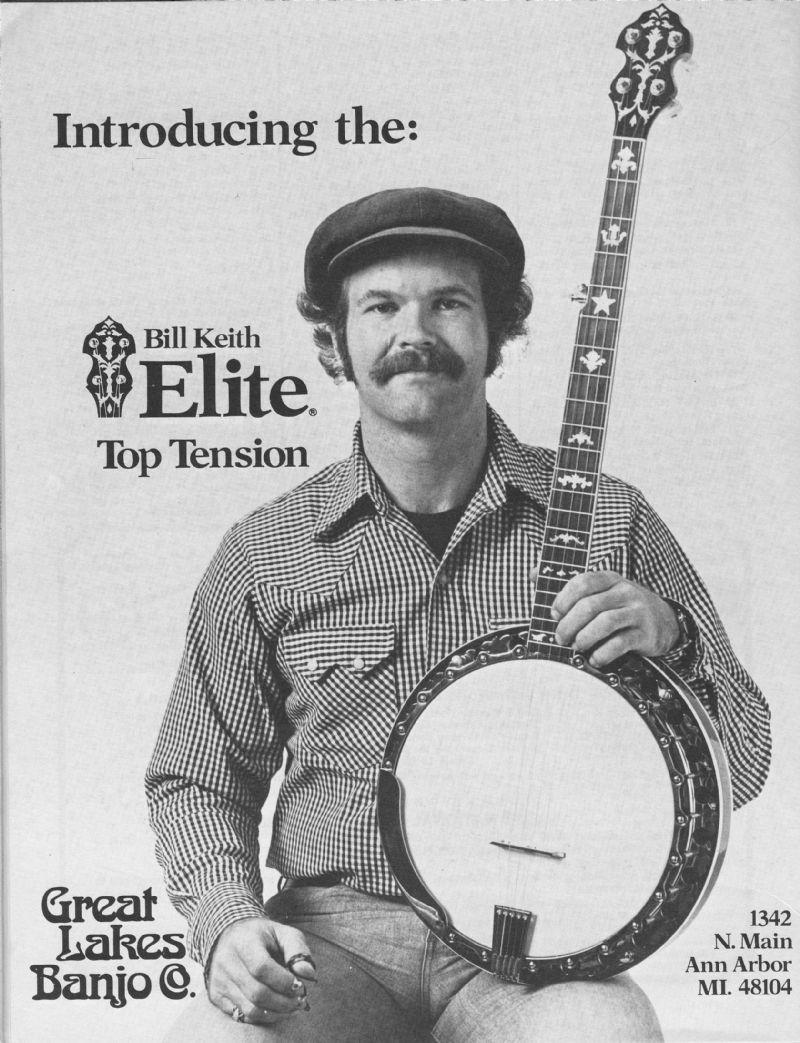 Introducing the:
Bill Keith
Elite®
Top Tension
Great
Lakes
Banjo Co.
1342
N. Main
Ann Arbor
MI. 48104